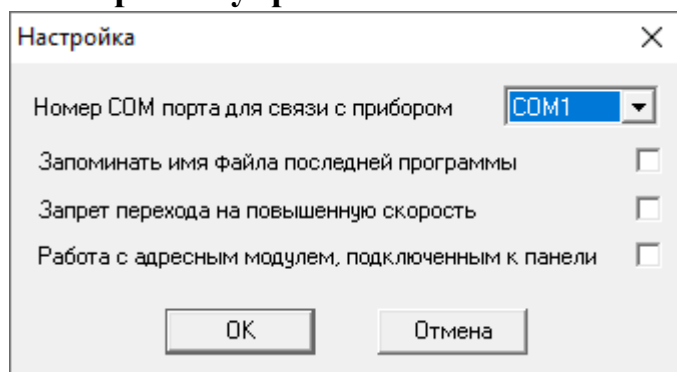 Настройка
Номер COM порта для связи с прибором COM1
Запоминать имя файла последней программы
Запрет перехода на повышенную скорость
Работа с адресным модулем, подключенным к панели
OK Отмена